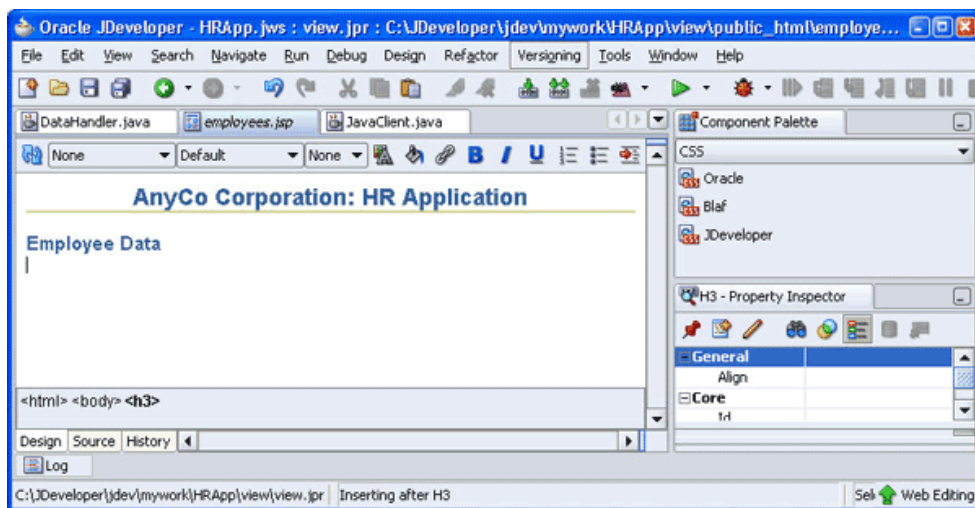 Oracle JDeveloper - HRApp.jws : view.jpr : C:\JDeveloper\jdev\mywork\HRApp\view\public_html\employe...
File Edit View Search Navigate Run Debug Design Refactor Versioning Tools Window Help
DataHandler.java employees.jsp JavaClient.java Component Palette
None Default None B I U CSS
Oracle
Blaf
JDeveloper
AnyCo Corporation: HR Application
Employee Data
H3 - Property Inspector
General
Align
Core
Id
<html> <body> <h3>
Design Source History
Log
C:\JDeveloper\jdev\mywork\HRApp\view\view.jpr Inserting after H3 Web Editing